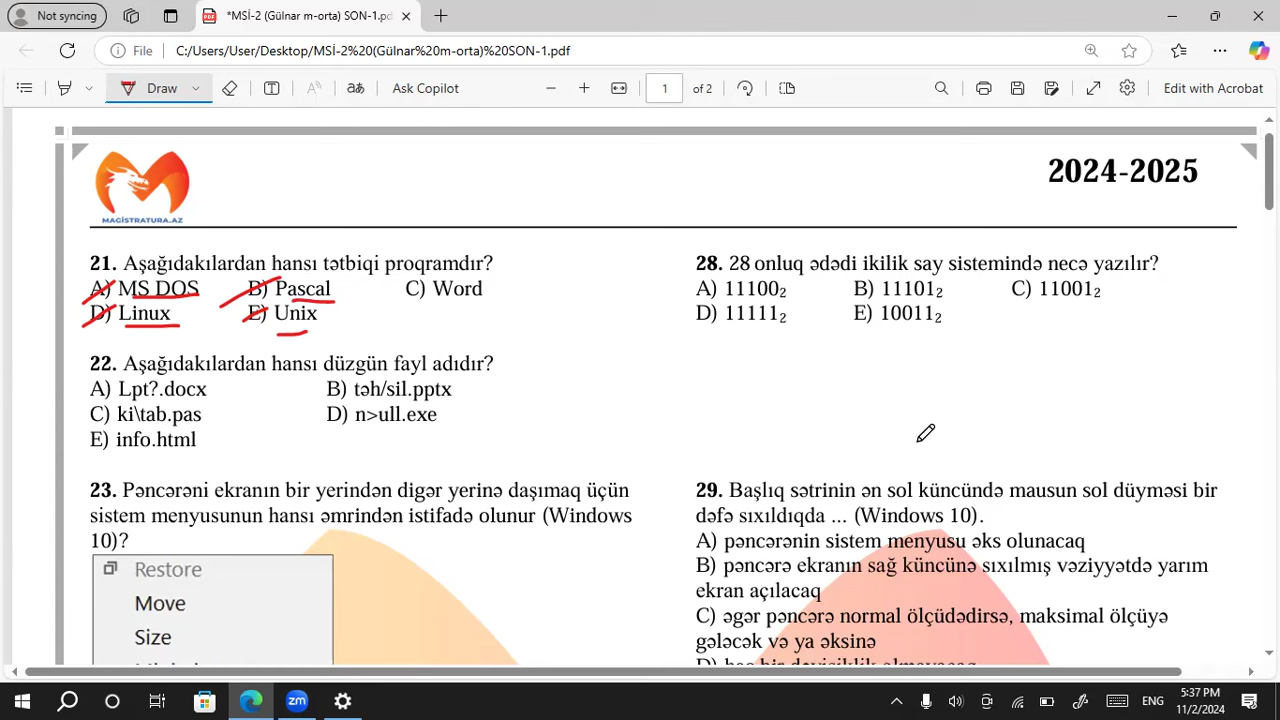 Not syncing
*MSİ-2 (Gülnar m-orta) SON-1.pd
File
C:/Users/User/Desktop/MSİ-2%20(Gülnar%20m-orta)%20SON-1.pdf
Draw
Ask Copilot
1 of 2
Edit with Acrobat
MAGİSTRATURA.AZ
2024-2025
21. Aşağıdakılardan hansı tətbiqi proqramdır?
A) MS DOS B) Pascal C) Word
D) Linux E) Unix
22. Aşağıdakılardan hansı düzgün fayl adıdır?
A) Lpt?.docx B) təh/sil.pptx
C) ki\tab.pas D) n>ull.exe
E) info.html
23. Pəncərəni ekranın bir yerindən digər yerinə daşımaq üçün
sistem menyusunun hansı əmrindən istifadə olunur (Windows
10)?
Restore
Move
Size
28. 28 onluq ədədi ikilik say sistemində necə yazılır?
A) 11100₂ B) 11101₂ C) 11001₂
D) 11111₂ E) 10011₂
29. Başlıq sətrinin ən sol küncündə mausun sol düyməsi bir
dəfə sıxıldıqda ... (Windows 10).
A) pəncərənin sistem menyusu əks olunacaq
B) pəncərə ekranın sağ küncünə sıxılmış vəziyyətdə yarım
ekran açılacaq
C) əgər pəncərə normal ölçüdədirsə, maksimal ölçüyə
gələcək və ya əksinə
D) heç bir dəyişiklik olmayacaq
zm
ENG
5:37 PM
11/2/2024